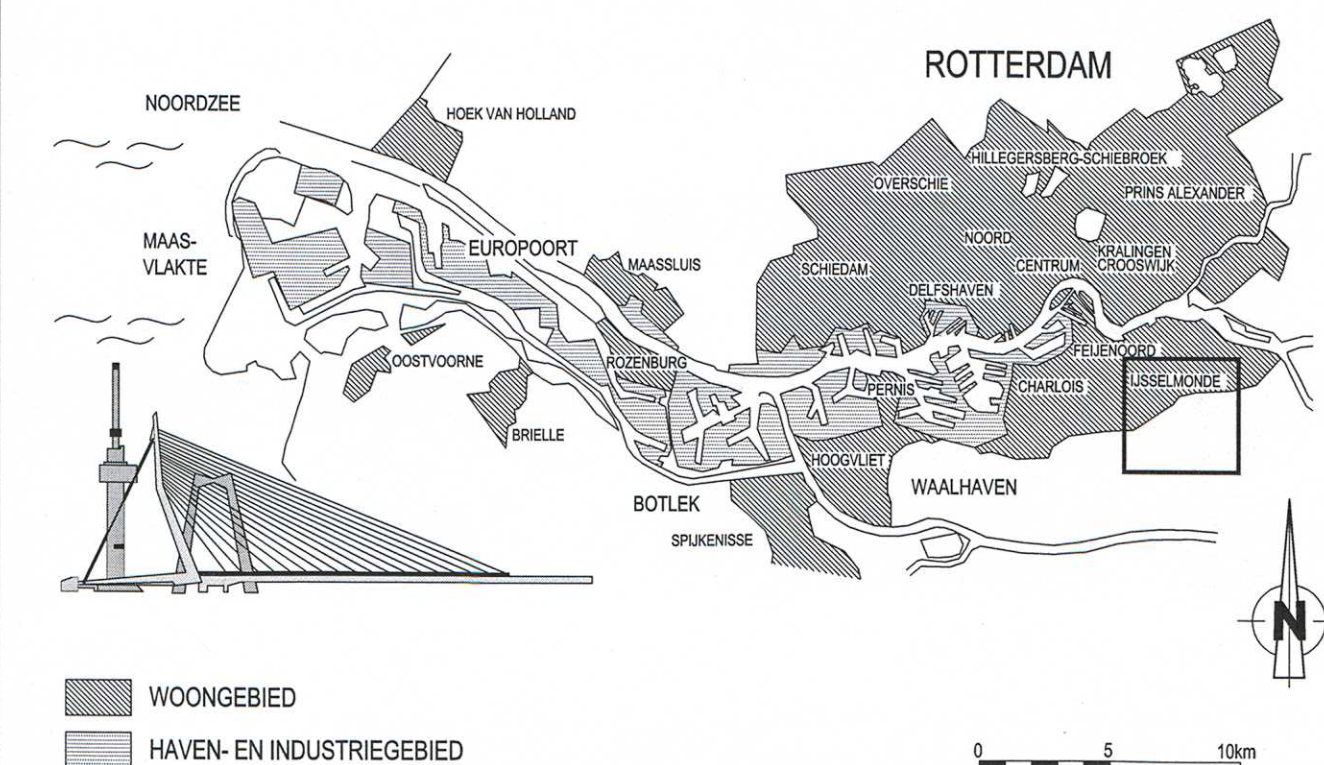 ROTTERDAM
NOORDZEE
HOEK VAN HOLLAND
HILLEGERSBERG-SCHIEBROEK
OVERSCHIE
PRINS ALEXANDER
MAAS-
VLAKTE
EUROPOORT
NOORD
MAASSLUIS
SCHIEDAM
CENTRUM
KRALINGEN
CROOSWIJK
DELFSHAVEN
OOSTVOORNE
ROZENBURG
FEIJENOORD
PERNIS
CHARLOIS
IJSSELMONDE
BRIELLE
HOOGVLIET
BOTLEK
WAALHAVEN
SPIJKENISSE
N
WOONGEBIED
HAVEN- EN INDUSTRIEGEBIED
0 5 10km